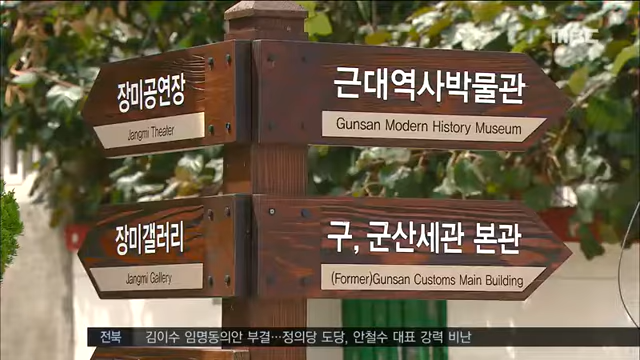 MBC
장미공연장
Jangmi Theater
근대역사박물관
Gunsan Modern History Museum
장미갤러리
Jangmi Gallery
구, 군산세관 본관
(Former)Gunsan Customs Main Building
전북 김이수 임명동의안 부결…정의당 도당, 안철수 대표 강력 비난